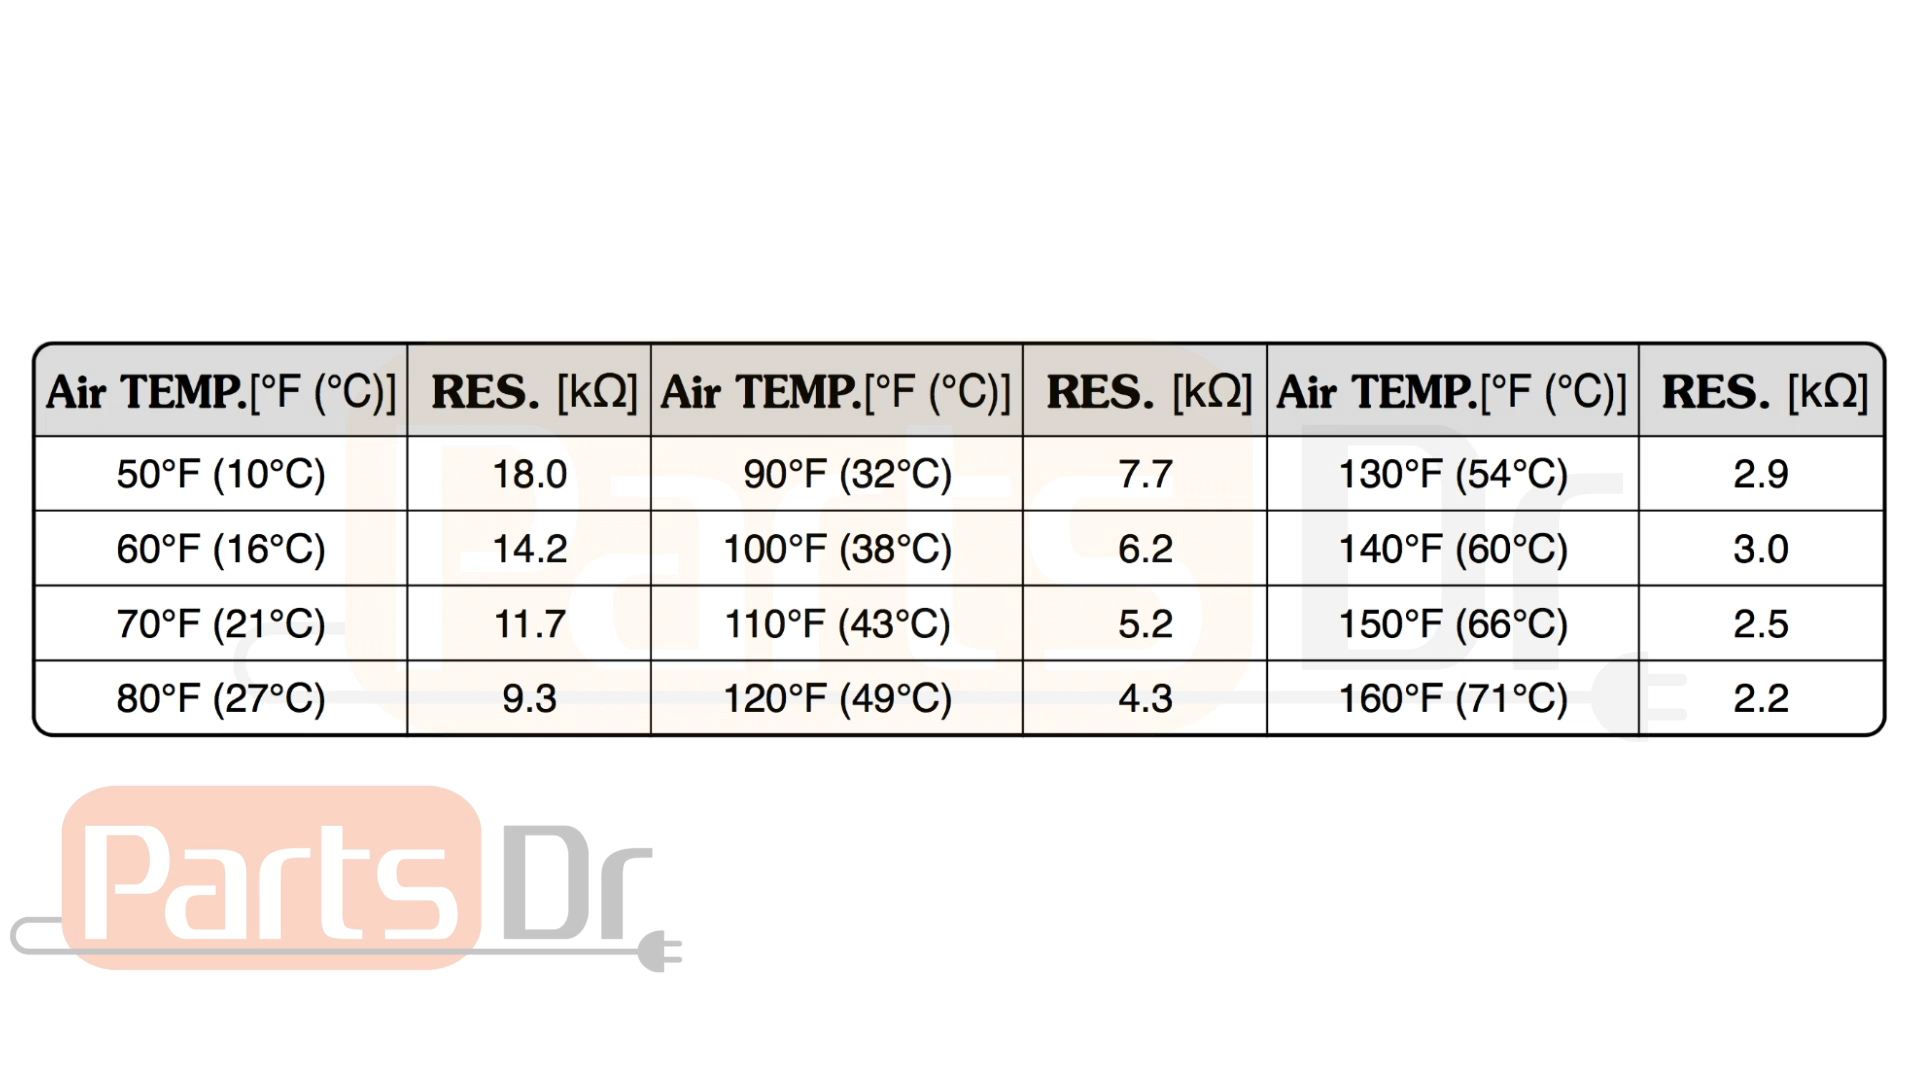 Air TEMP.[°F (°C)] RES. [kΩ] Air TEMP.[°F (°C)] RES. [kΩ] Air TEMP.[°F (°C)] RES. [kΩ]
50°F (10°C) 18.0 90°F (32°C) 7.7 130°F (54°C) 2.9
60°F (16°C) 14.2 100°F (38°C) 6.2 140°F (60°C) 3.0
70°F (21°C) 11.7 110°F (43°C) 5.2 150°F (66°C) 2.5
80°F (27°C) 9.3 120°F (49°C) 4.3 160°F (71°C) 2.2
Parts Dr
Parts Dr